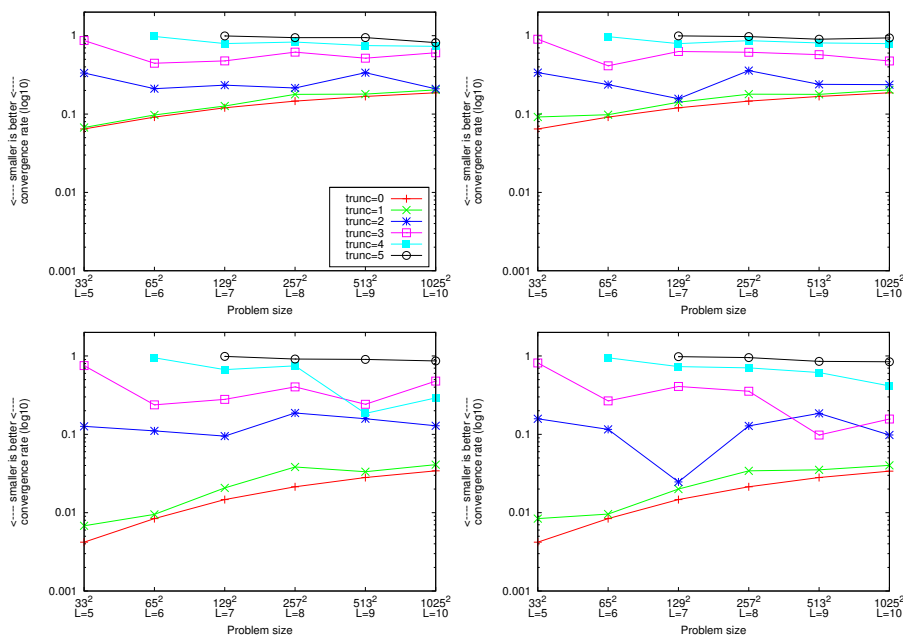 <---- smaller is better <----
convergence rate (log10)
1
0.1
0.01
0.001
33² 65² 129² 257² 513² 1025²
L=5 L=6 L=7 L=8 L=9 L=10
Problem size
trunc=0
trunc=1
trunc=2
trunc=3
trunc=4
trunc=5
<---- smaller is better <----
convergence rate (log10)
1
0.1
0.01
0.001
33² 65² 129² 257² 513² 1025²
L=5 L=6 L=7 L=8 L=9 L=10
Problem size
<---- smaller is better <----
convergence rate (log10)
1
0.1
0.01
0.001
33² 65² 129² 257² 513² 1025²
L=5 L=6 L=7 L=8 L=9 L=10
Problem size
<---- smaller is better <----
convergence rate (log10)
1
0.1
0.01
0.001
33² 65² 129² 257² 513² 1025²
L=5 L=6 L=7 L=8 L=9 L=10
Problem size